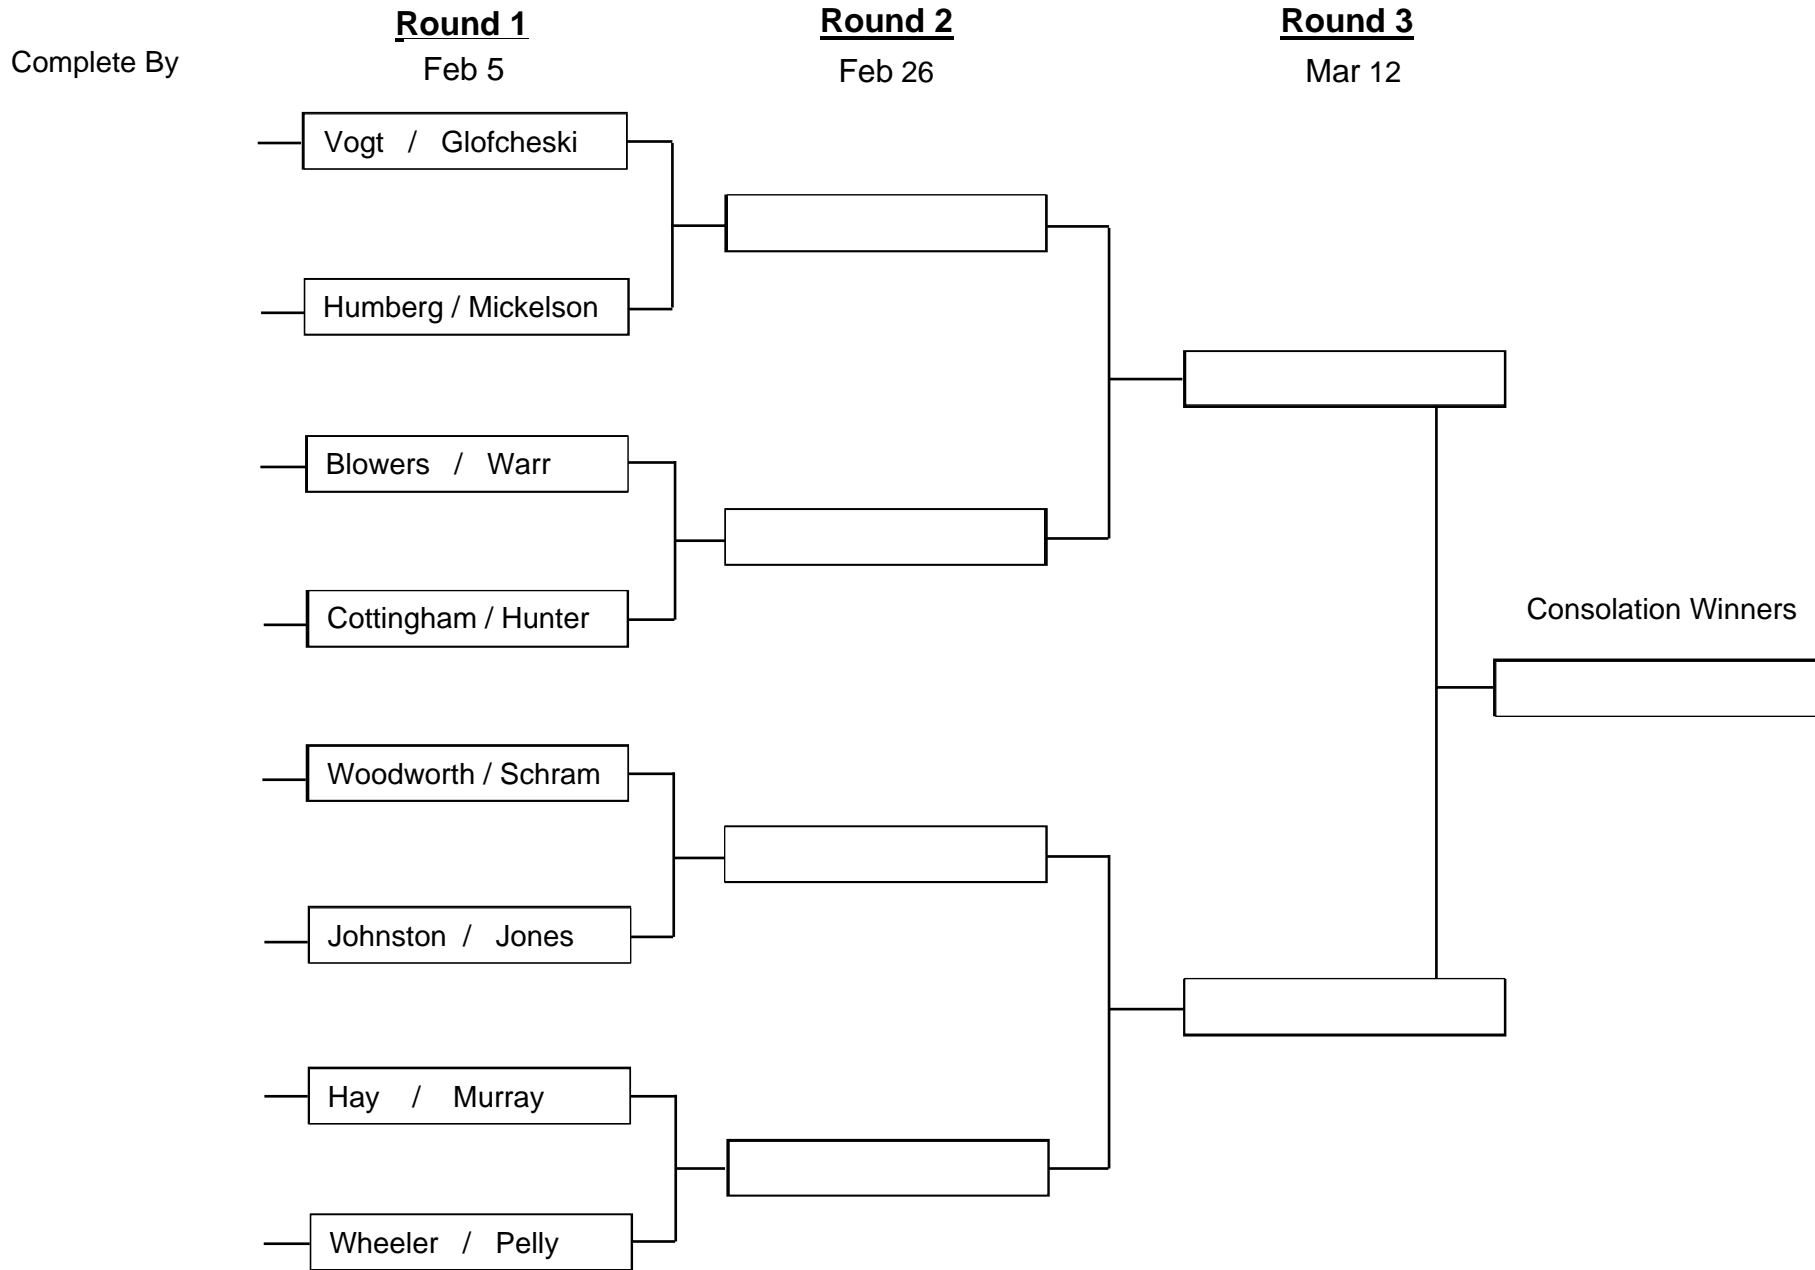 Round 1 Round 2 Round 3
Complete By Feb 5 Feb 26 Mar 12
Vogt / Glofcheski
Humberg / Mickelson
Blowers / Warr
Cottingham / Hunter
Consolation Winners
Woodworth / Schram
Johnston / Jones
Hay / Murray
Wheeler / Pelly